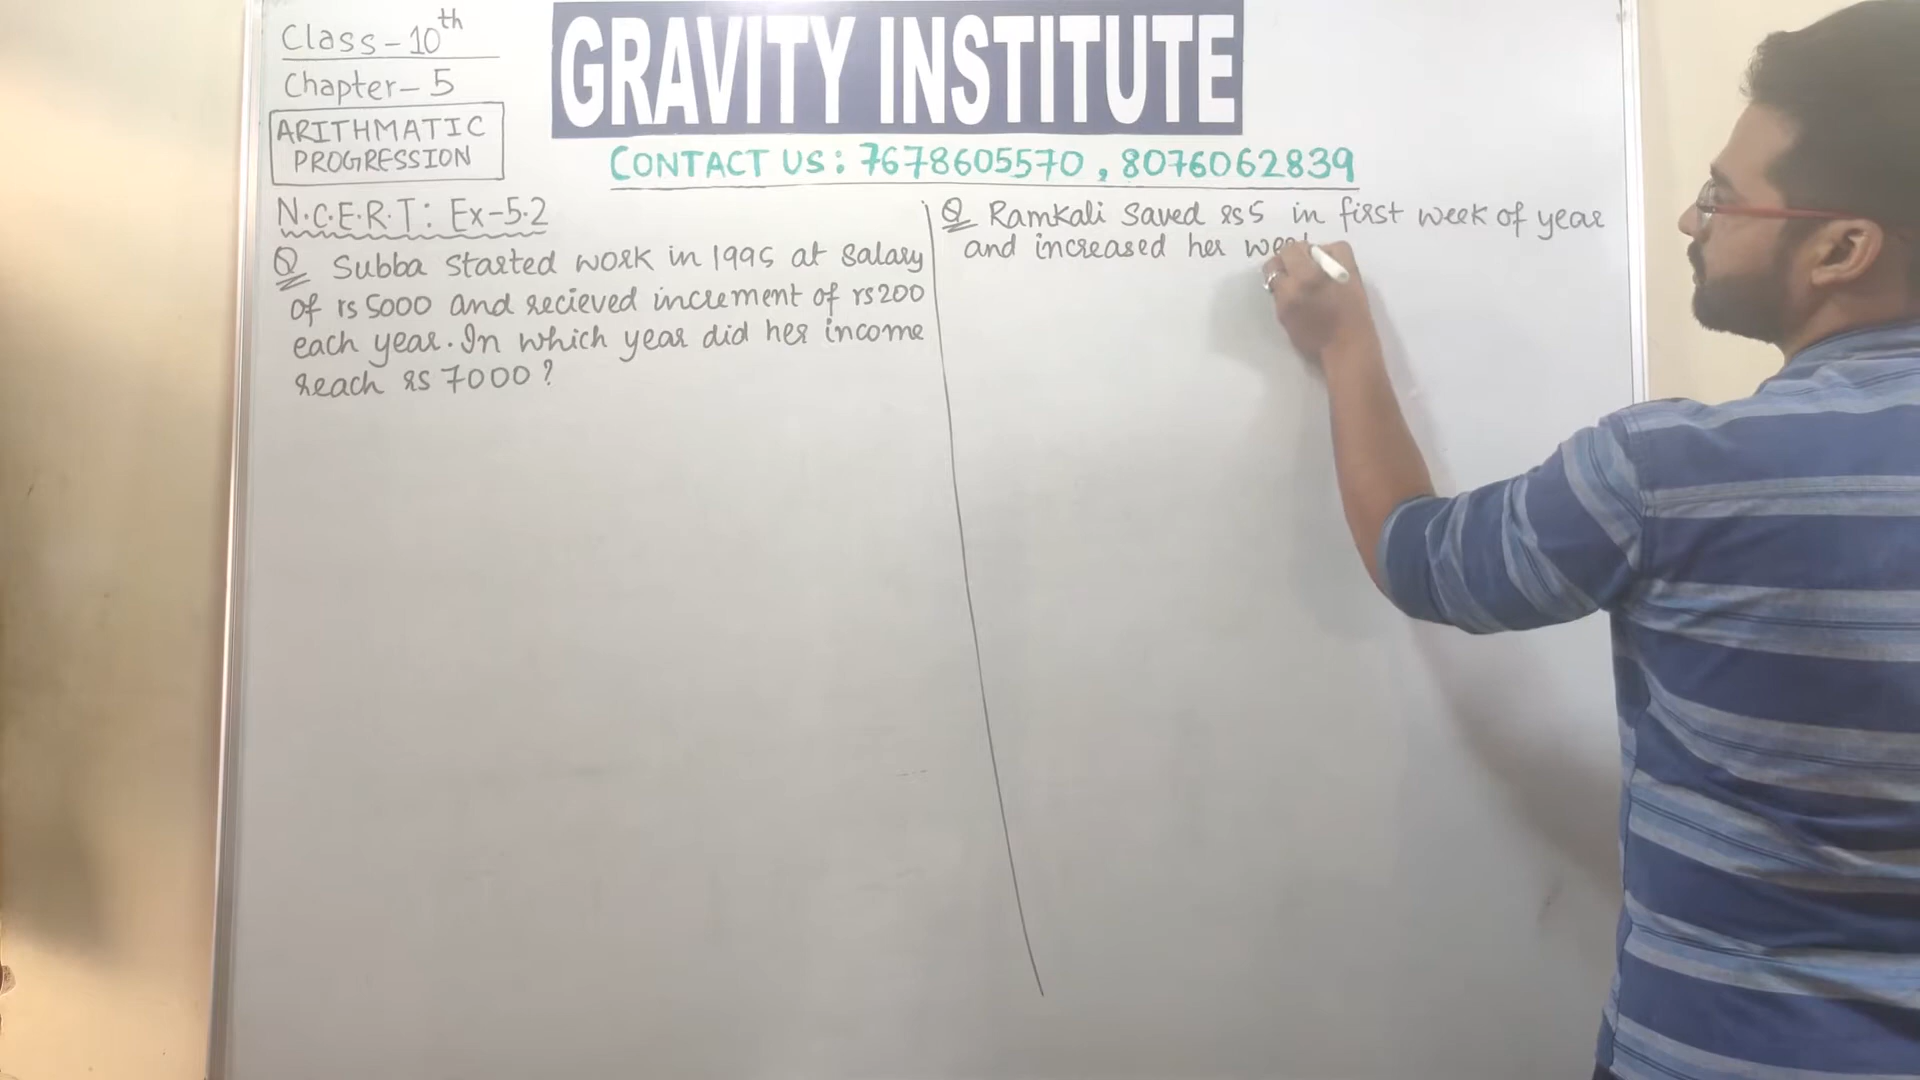 Class-10th
Chapter-5
ARITHMATIC
PROGRESSION
GRAVITY INSTITUTE
CONTACT US: 7678605570, 8076062839
N.C.E.R.T: Ex-5.2
Q Subba started work in 1995 at salary
of rs 5000 and recieved increment of rs 200
each year. In which year did her income
reach rs 7000?
Q Ramkali saved rs 5 in first week of year
and increased her